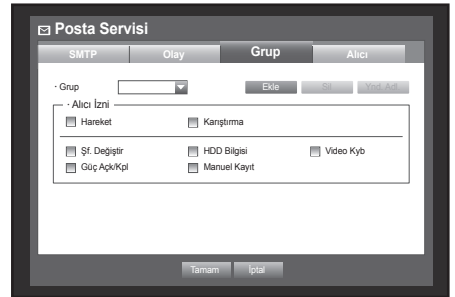 Posta Servisi
SMTP Olay Grup Alıcı
· Grup Ekle Sil Ynd. Adl.
· Alıcı İzni
Hareket Karıştırma
Şf. Değiştir HDD Bilgisi Video Kyb
Güç Açk/Kpl Manuel Kayıt
Tamam İptal